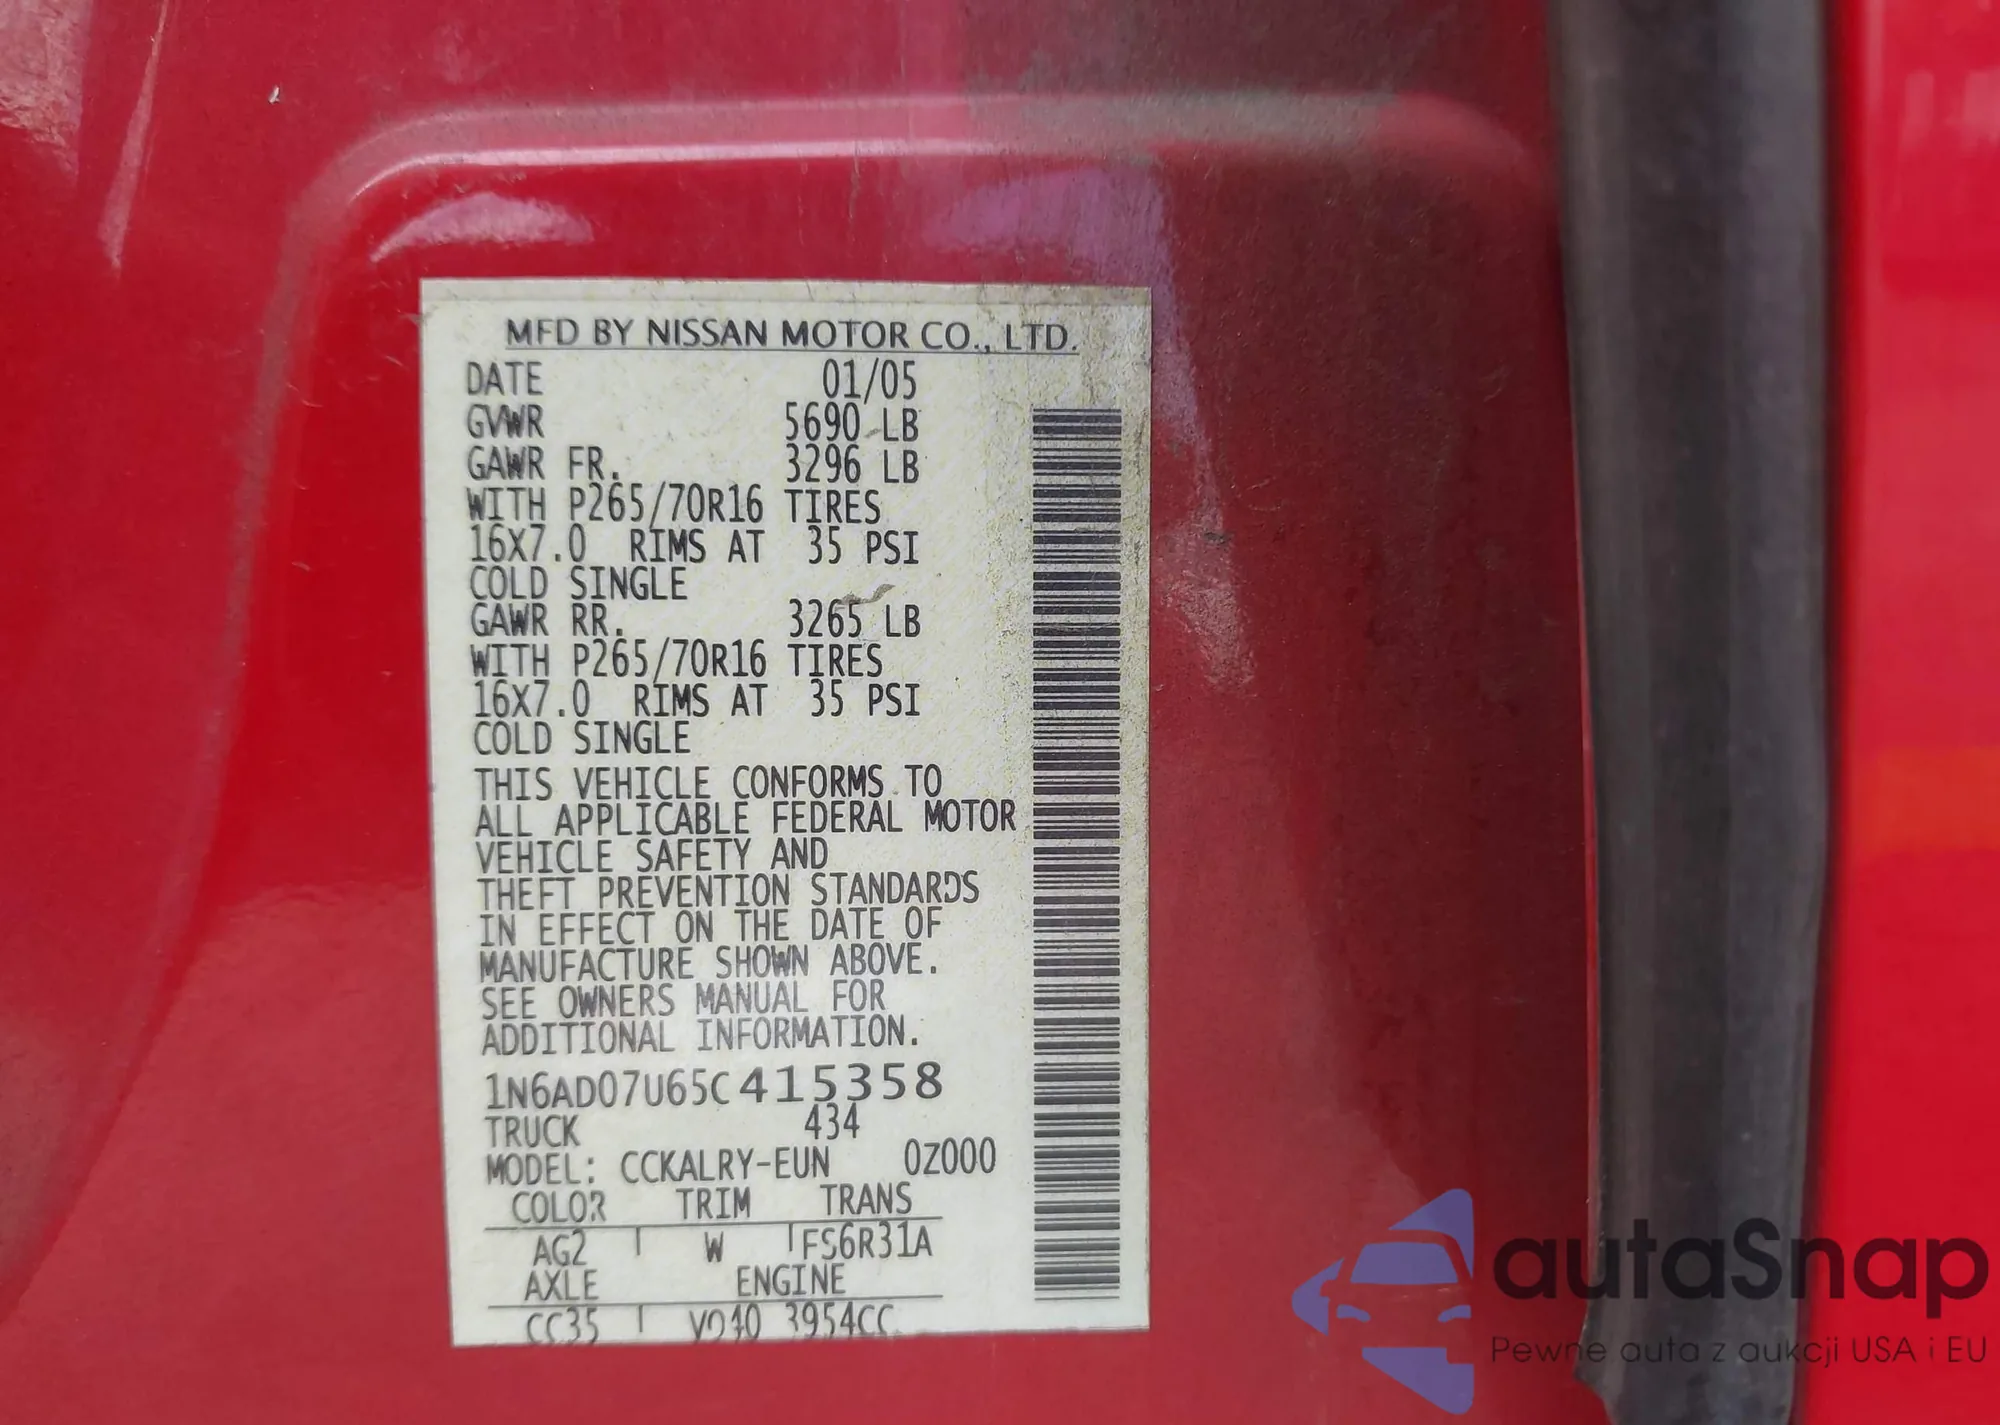 MFD BY NISSAN MOTOR CO., LTD.
DATE 01/05
GVWR 5690 LB
GAWR FR. 3296 LB
WITH P265/70R16 TIRES
16X7.0 RIMS AT 35 PSI
COLD SINGLE
GAWR RR. 3265 LB
WITH P265/70R16 TIRES
16X7.0 RIMS AT 35 PSI
COLD SINGLE
THIS VEHICLE CONFORMS TO
ALL APPLICABLE FEDERAL MOTOR
VEHICLE SAFETY AND
THEFT PREVENTION STANDARDS
IN EFFECT ON THE DATE OF
MANUFACTURE SHOWN ABOVE.
SEE OWNERS MANUAL FOR
ADDITIONAL INFORMATION.
1N6AD07U65C415358
TRUCK 434
MODEL: CCKALRY-EUN 0Z000
COLOR TRIM TRANS
AG2 W FS6R31A
AXLE ENGINE
CC35 VQ40 3954CC
autaSnap
Pewne auta z aukcji USA i EU